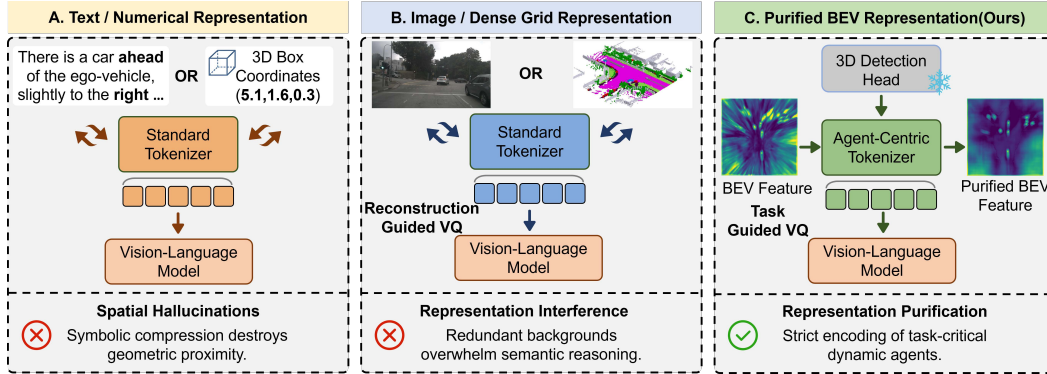 A. Text / Numerical Representation
There is a car ahead
of the ego-vehicle,
slightly to the right ...
OR
3D Box
Coordinates
(5.1,1.6,0.3)
Standard
Tokenizer
Vision-Language
Model
Spatial Hallucinations
Symbolic compression destroys
geometric proximity.
B. Image / Dense Grid Representation
OR
Standard
Tokenizer
Reconstruction
Guided VQ
Vision-Language
Model
Representation Interference
Redundant backgrounds
overwhelm semantic reasoning.
C. Purified BEV Representation(Ours)
3D Detection
Head
Agent-Centric
Tokenizer
BEV Feature
Purified BEV
Feature
Task
Guided VQ
Vision-Language
Model
Representation Purification
Strict encoding of task-critical
dynamic agents.